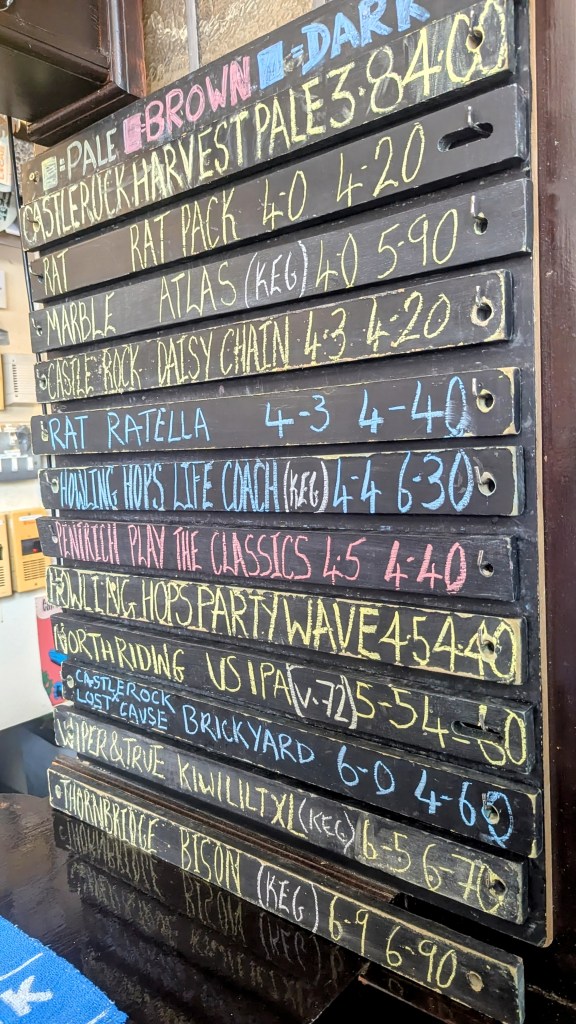 =PALE =BROWN =DARK
CASTLEROCK HARVEST PALE 3.8 4.00
RAT RAT PACK 4.0 4.20
MARBLE ATLAS (KEG) 4.0 5.90
CASTLE ROCK DAISY CHAIN 4.3 4.20
RAT RATELLA 4-3 4-40
HOWLING HOPS LIFE COACH (KEG) 4-4 6-30
PENTRICH PLAY THE CLASSICS 4.5 4-40
HOWLING HOPS PARTY WAVE 4.5 4.40
NORTH RIDING US IPA (V.72) 5-5
CASTLEROCK
LOST CAUSE BRICKYARD 6-0 4-60
WIPER & TRUE (KEG) 6-5 6-70
THORNBRIDGE BISON (KEG) 6-9 6-90
K